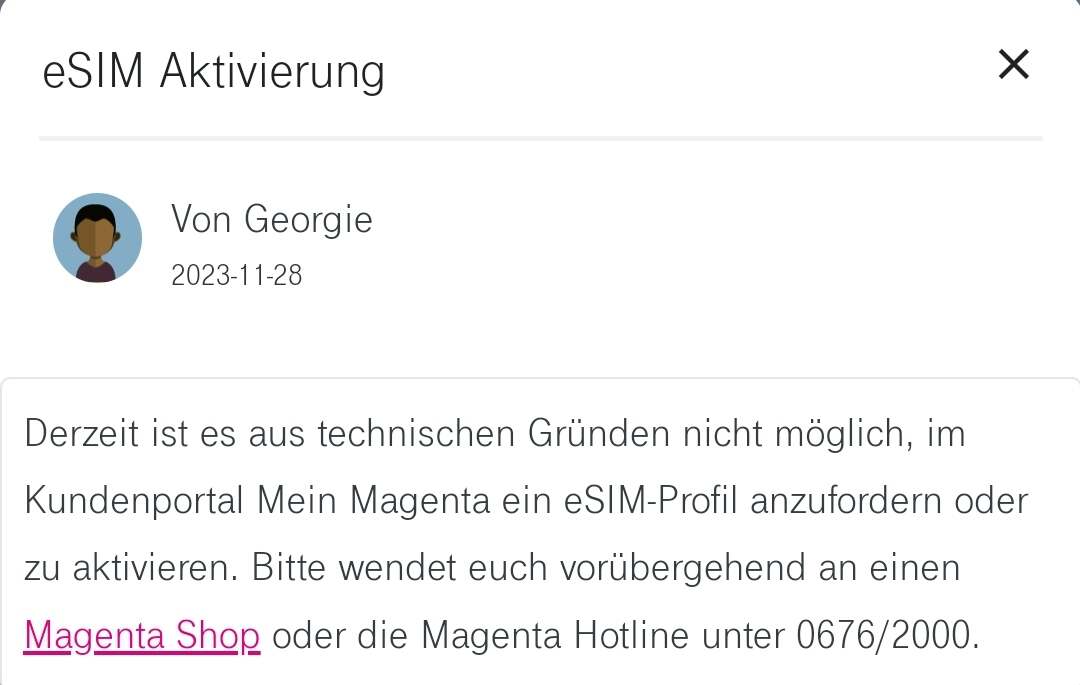 eSIM Aktivierung
Von Georgie
2023-11-28
Derzeit ist es aus technischen Gründen nicht möglich, im
Kundenportal Mein Magenta ein eSIM-Profil anzufordern oder
zu aktivieren. Bitte wendet euch vorübergehend an einen
Magenta Shop oder die Magenta Hotline unter 0676/2000.